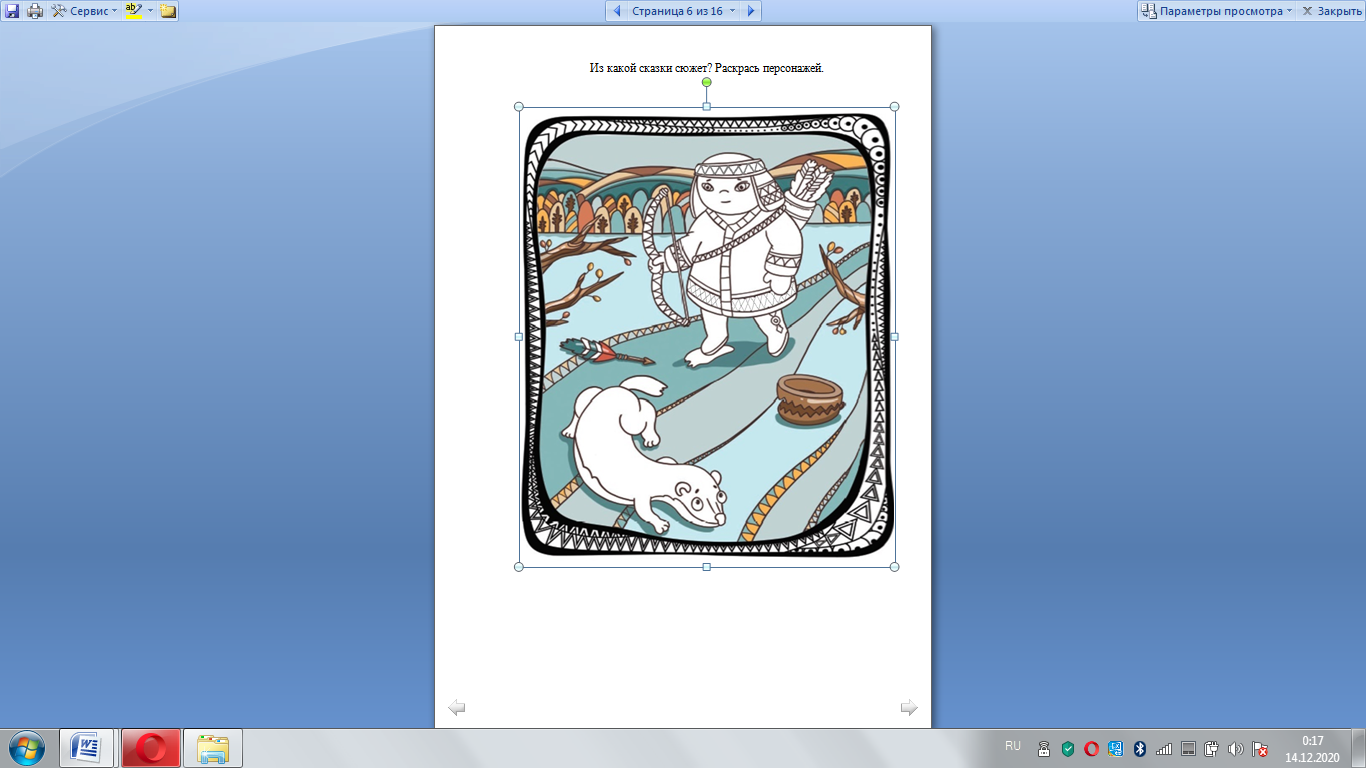 Сервис
ab
Страница 6 из 16
Параметры просмотра
Закрыть
Из какой сказки сюжет? Раскрась персонажей.
W
RU
0:17
14.12.2020